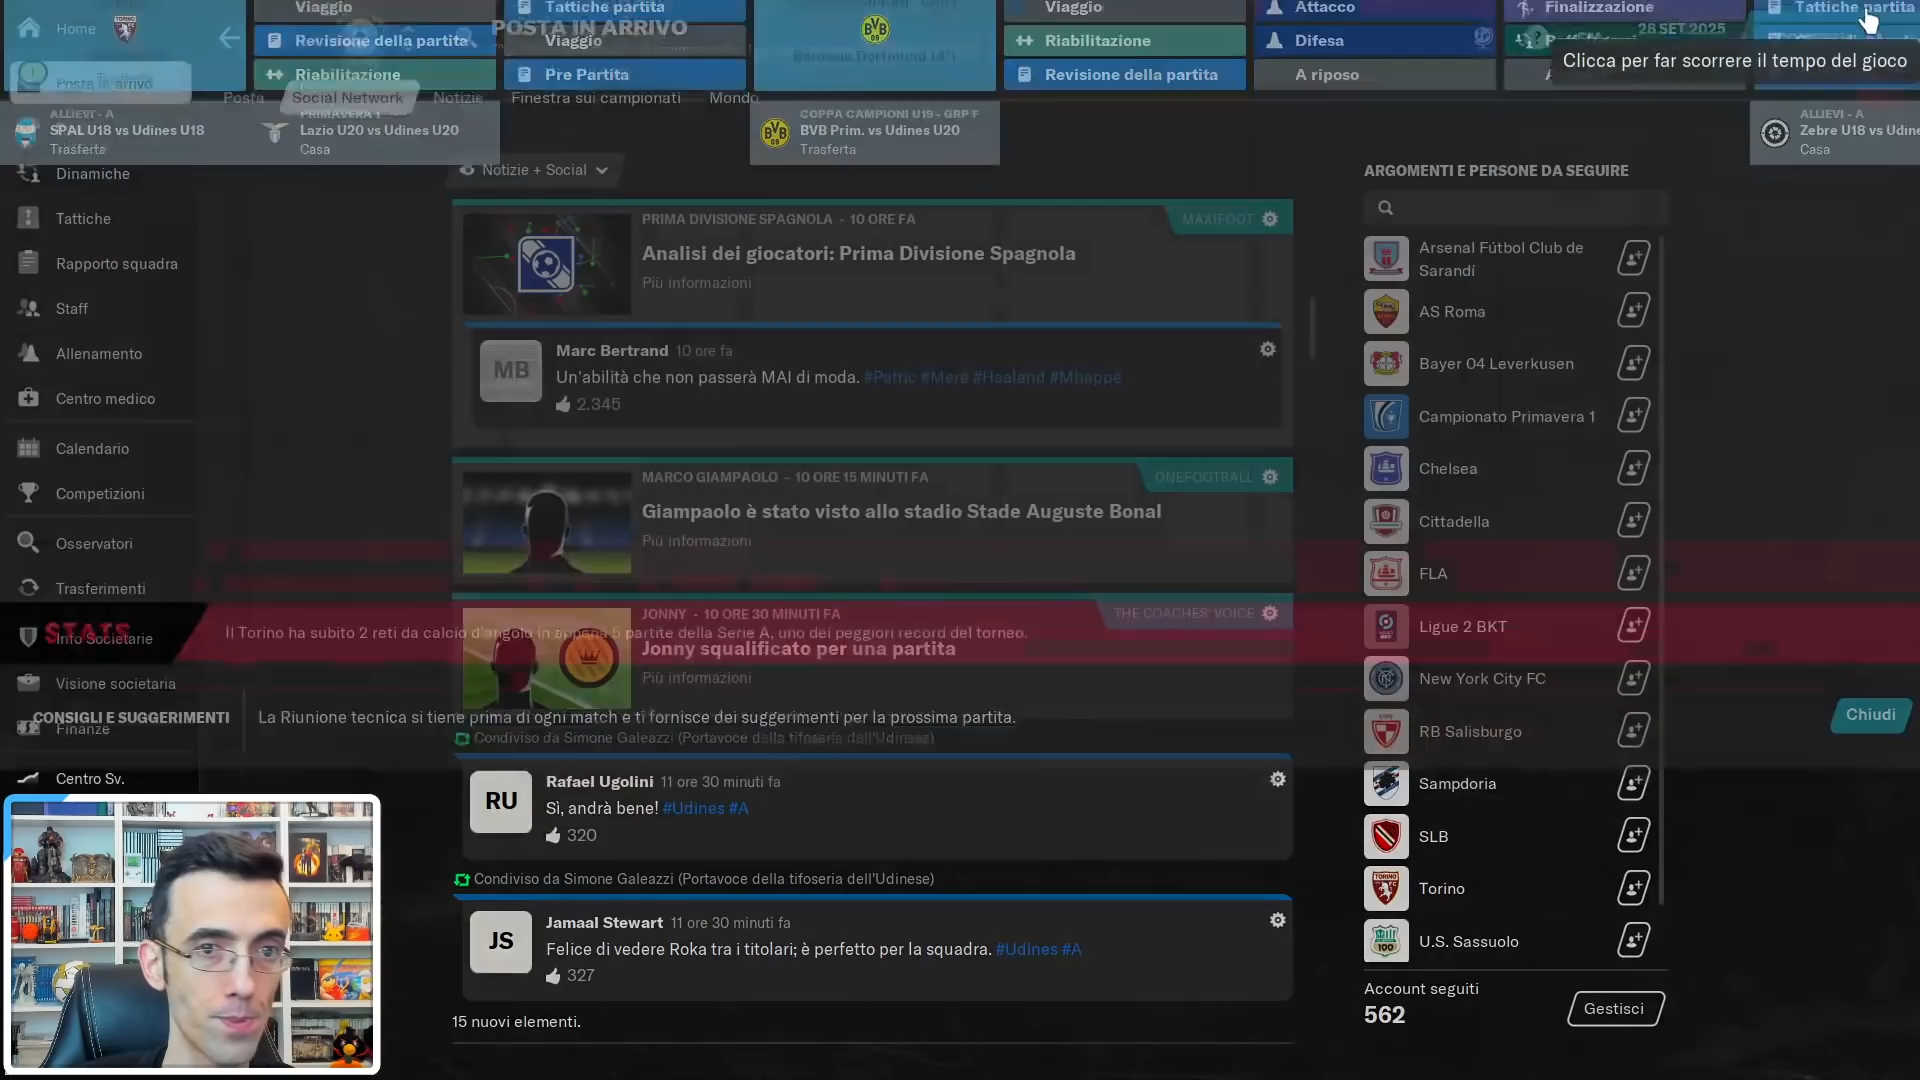 Viaggio
Tattiche partita
Viaggio
Attacco
Finalizzazione
Tattiche partita
Home
POSTA IN ARRIVO
28 SET 2025
Revisione della partita
Viaggio
Riabilitazione
Difesa
Clicca per far scorrere il tempo del gioco
Riabilitazione
Pre Partita
Revisione della partita
A riposo
Posta in arrivo
Posta
Social Network
Notizie
Finestra sui campionati
Mondo
ALLIEVI - A
SPAL U18 vs Udines U18
Trasferta
PRIMAVERA 1
Lazio U20 vs Udines U20
Casa
COPPA CAMPIONI U19 - GRP F
BVB Prim. vs Udines U20
Trasferta
ALLIEVI - A
Zebre U18 vs Udine
Casa
Dinamiche
Tattiche
Rapporto squadra
Staff
Allenamento
Centro medico
Calendario
Competizioni
Osservatori
Trasferimenti
Info Societarie
Visione societaria
Finanze
Centro Sv.
Notizie + Social
PRIMA DIVISIONE SPAGNOLA - 10 ORE FA
MAXIFOOT
Analisi dei giocatori: Prima Divisione Spagnola
Più informazioni
MB
Marc Bertrand 10 ore fa
Un'abilità che non passerà MAI di moda. #Patric #Meré #Haaland #Mbappé
2.345
MARCO GIAMPAOLO - 10 ORE 15 MINUTI FA
ONEFOOTBALL
Giampaolo è stato visto allo stadio Stade Auguste Bonal
Più informazioni
JONNY - 10 ORE 30 MINUTI FA
THE COACHES' VOICE
STATS
Il Torino ha subito 2 reti da calcio d'angolo in appena 5 partite della Serie A, uno dei peggiori record del torneo.
Jonny squalificato per una partita
Più informazioni
CONSIGLI E SUGGERIMENTI
La Riunione tecnica si tiene prima di ogni match e ti fornisce dei suggerimenti per la prossima partita.
Chiudi
Condiviso da Simone Galeazzi (Portavoce della tifoseria dell'Udinese)
RU
Rafael Ugolini 11 ore 30 minuti fa
Sì, andrà bene! #Udines #A
320
Condiviso da Simone Galeazzi (Portavoce della tifoseria dell'Udinese)
JS
Jamaal Stewart 11 ore 30 minuti fa
Felice di vedere Roka tra i titolari; è perfetto per la squadra. #Udines #A
327
15 nuovi elementi.
ARGOMENTI E PERSONE DA SEGUIRE
Arsenal Fútbol Club de
Sarandí
AS Roma
Bayer 04 Leverkusen
Campionato Primavera 1
Chelsea
Cittadella
FLA
Ligue 2 BKT
New York City FC
RB Salisburgo
Sampdoria
SLB
Torino
U.S. Sassuolo
Account seguiti
562
Gestisci